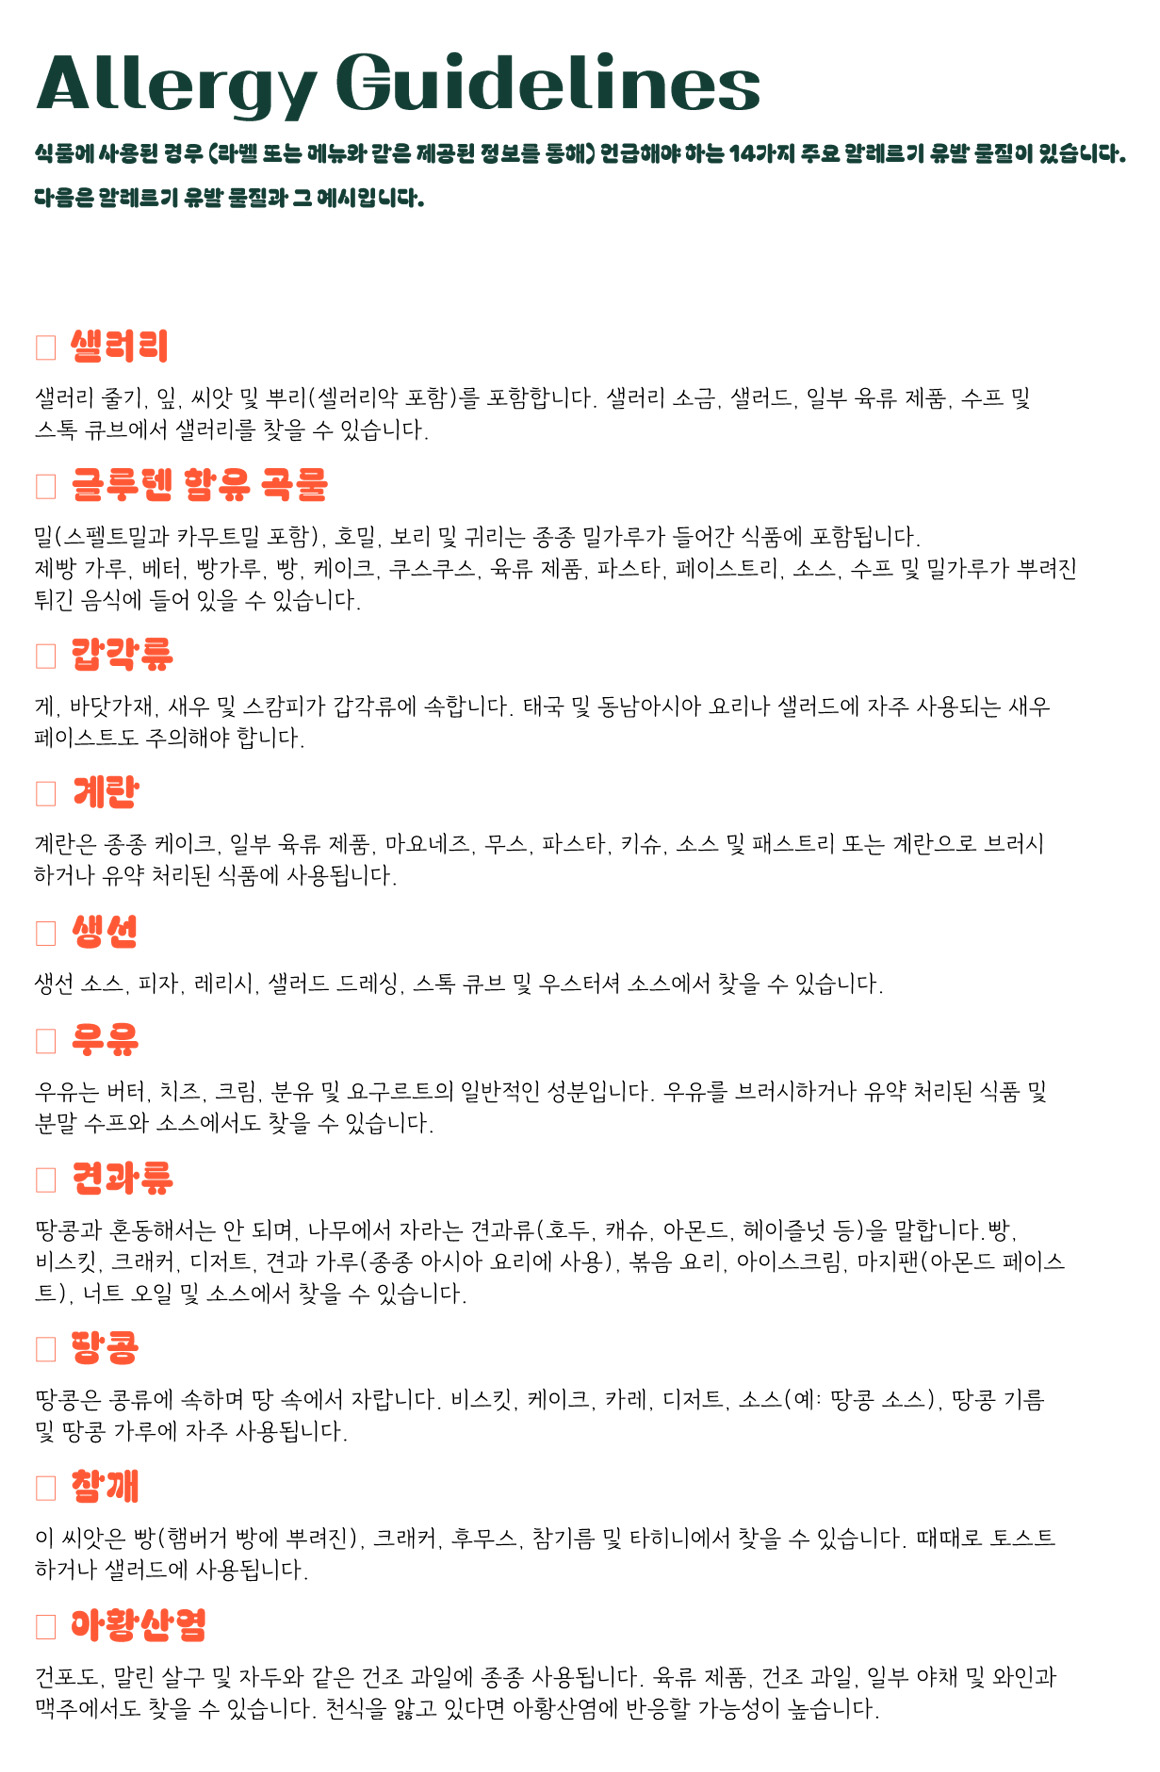 Allergy Guidelines
식품에 사용된 경우 (라벨 또는 메뉴와 같은 제공된 정보를 통해) 언급해야 하는 14가지 주요 알레르기 유발 물질이 있습니다.
다음은 알레르기 유발 물질과 그 예시입니다.
샐러리
샐러리 줄기, 잎, 씨앗 및 뿌리(셀러리악 포함)를 포함합니다. 샐러리 소금, 샐러드, 일부 육류 제품, 수프 및
스톡 큐브에서 샐러리를 찾을 수 있습니다.
글루텐 함유 곡물
밀(스펠트밀과 카무트밀 포함), 호밀, 보리 및 귀리는 종종 밀가루가 들어간 식품에 포함됩니다.
제빵 가루, 베터, 빵가루, 빵, 케이크, 쿠스쿠스, 육류 제품, 파스타, 페이스트리, 소스, 수프 및 밀가루가 뿌려진
튀긴 음식에 들어 있을 수 있습니다.
갑각류
게, 바닷가재, 새우 및 스캄피가 갑각류에 속합니다. 태국 및 동남아시아 요리나 샐러드에 자주 사용되는 새우
페이스트도 주의해야 합니다.
계란
계란은 종종 케이크, 일부 육류 제품, 마요네즈, 무스, 파스타, 키슈, 소스 및 패스트리 또는 계란으로 브러시
하거나 유약 처리된 식품에 사용됩니다.
생선
생선 소스, 피자, 레리시, 샐러드 드레싱, 스톡 큐브 및 우스터셔 소스에서 찾을 수 있습니다.
우유
우유는 버터, 치즈, 크림, 분유 및 요구르트의 일반적인 성분입니다. 우유를 브러시하거나 유약 처리된 식품 및
분말 수프와 소스에서도 찾을 수 있습니다.
견과류
땅콩과 혼동해서는 안 되며, 나무에서 자라는 견과류(호두, 캐슈, 아몬드, 헤이즐넛 등)을 말합니다.빵,
비스킷, 크래커, 디저트, 견과 가루(종종 아시아 요리에 사용), 볶음 요리, 아이스크림, 마지팬(아몬드 페이스
트), 너트 오일 및 소스에서 찾을 수 있습니다.
땅콩
땅콩은 콩류에 속하며 땅 속에서 자랍니다. 비스킷, 케이크, 카레, 디저트, 소스(예: 땅콩 소스), 땅콩 기름
및 땅콩 가루에 자주 사용됩니다.
참깨
이 씨앗은 빵(햄버거 빵에 뿌려진), 크래커, 후무스, 참기름 및 타히니에서 찾을 수 있습니다. 때때로 토스트
하거나 샐러드에 사용됩니다.
아황산염
건포도, 말린 살구 및 자두와 같은 건조 과일에 종종 사용됩니다. 육류 제품, 건조 과일, 일부 야채 및 와인과
맥주에서도 찾을 수 있습니다. 천식을 앓고 있다면 아황산염에 반응할 가능성이 높습니다.